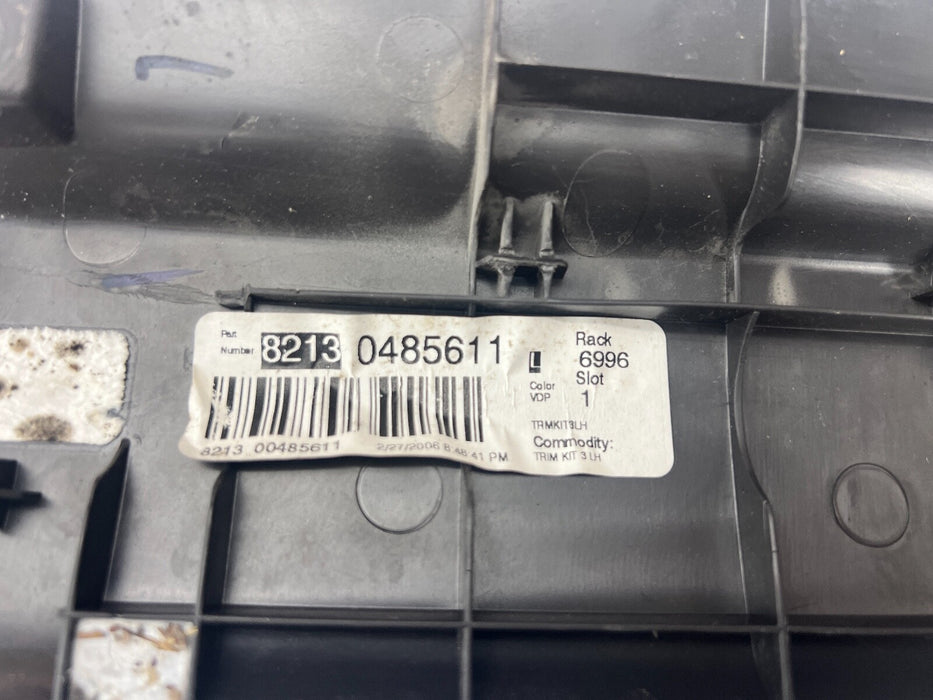 Part
Number 8213 0485611 L
Rack
6996
Slot
1
Color
VDP
TRMKIT3LH
Commodity:
TRIM KIT 3 LH
8213 00485611 2/27/2006 8:48:41 PM